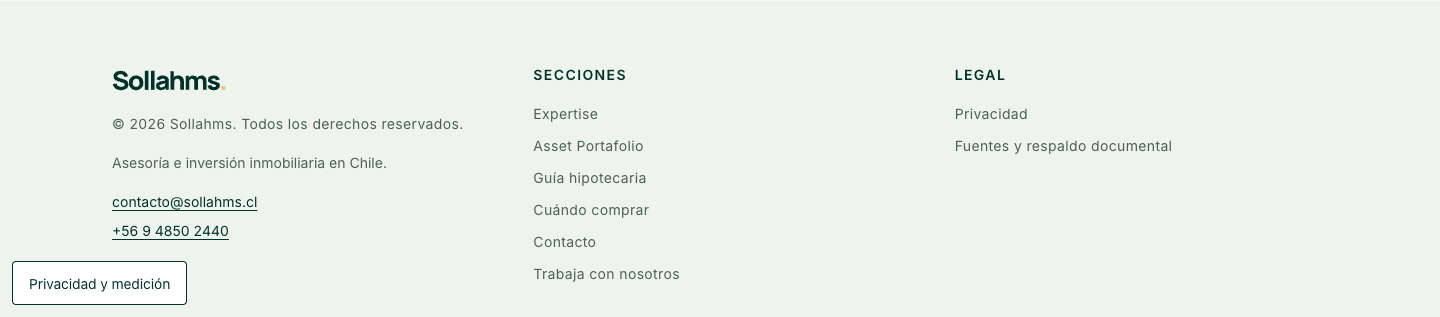 Sollahms.
© 2026 Sollahms. Todos los derechos reservados.
Asesoría e inversión inmobiliaria en Chile.
contacto@sollahms.cl
+56 9 4850 2440
Privacidad y medición
SECCIONES
Expertise
Asset Portafolio
Guía hipotecaria
Cuándo comprar
Contacto
Trabaja con nosotros
LEGAL
Privacidad
Fuentes y respaldo documental